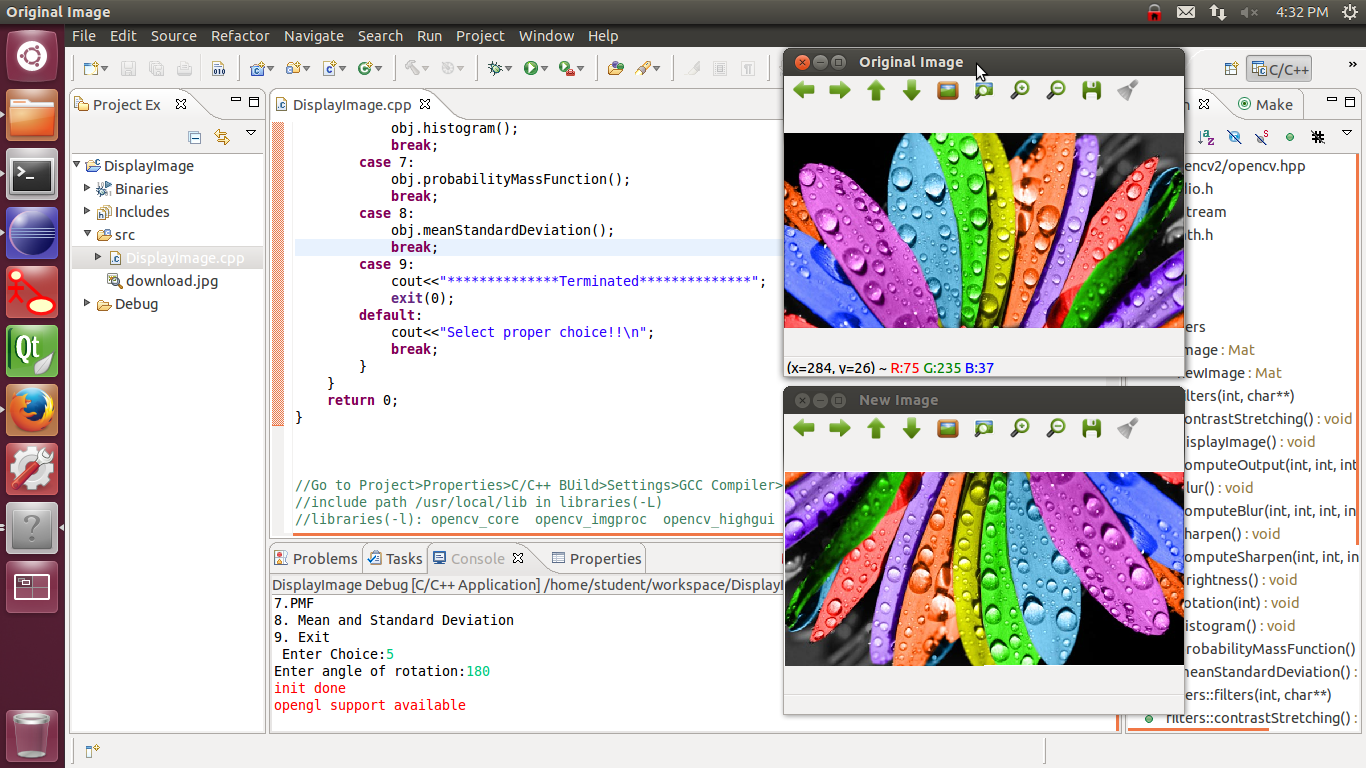 Original Image
4:32 PM
File Edit Source Refactor Navigate Search Run Project Window Help
Original Image
C/C++
Project Ex
DisplayImage.cpp
Make
DisplayImage
Binaries
Includes
src
DisplayImage.cpp
download.jpg
Debug
obj.histogram();
break;
case 7:
obj.probabilityMassFunction();
break;
case 8:
obj.meanStandardDeviation();
break;
case 9:
cout<<"**************Terminated**************";
exit(0);
default:
cout<<"Select proper choice!!\n";
break;
}
}
return 0;
}
//Go to Project>Properties>C/C++ BUild>Settings>GCC Compiler>
//include path /usr/local/lib in libraries(-L)
//libraries(-l): opencv_core opencv_imgproc opencv_highgui
(x=284, y=26) ~ R:75 G:235 B:37
New Image
encv2/opencv.hpp
dio.h
tream
ath.h
ers
mage : Mat
ewImage : Mat
ilters(int, char**)
ontrastStretching() : void
isplayImage() : void
omputeOutput(int, int, int
lur() : void
omputeBlur(int, int, int, in
harpen() : void
omputeSharpen(int, int, in
rightness() : void
otation(int) : void
istogram() : void
robabilityMassFunction()
meanStandardDeviation() :
ers::filters(int, char**)
filters::contrastStretching() :
Problems Tasks Console Properties
DisplayImage Debug [C/C++ Application] /home/student/workspace/DisplayI
7.PMF
8. Mean and Standard Deviation
9. Exit
Enter Choice:5
Enter angle of rotation:180
init done
opengl support available
Qt